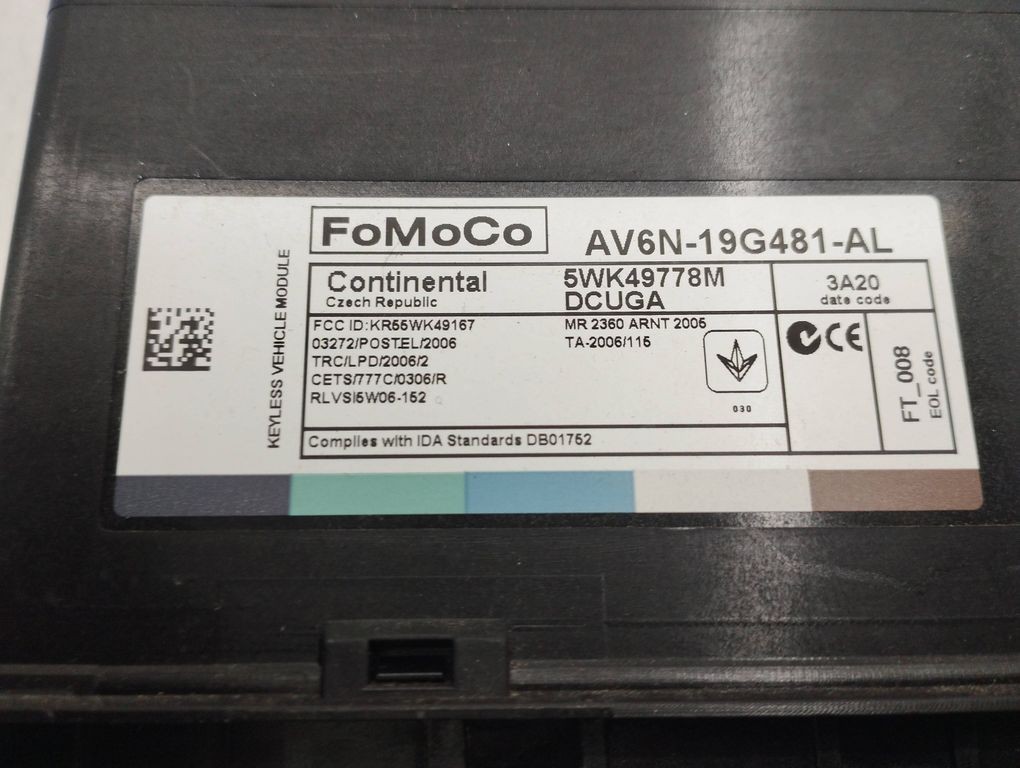 FoMoCo
AV6N-19G481-AL
KEYLESS VEHICLE MODULE
Continental
Czech Republic
5WK49778M
DCUGA
3A20
date code
FCC ID:KR55WK49167
03272/POSTEL/2006
TRC/LPD/2006/2
CETS/777C/0306/R
RLVSI5W06-152
MR 2360 ARNT 2005
TA-2006/115
030
CE
FT_008
EOL code
Complies with IDA Standards DB01752